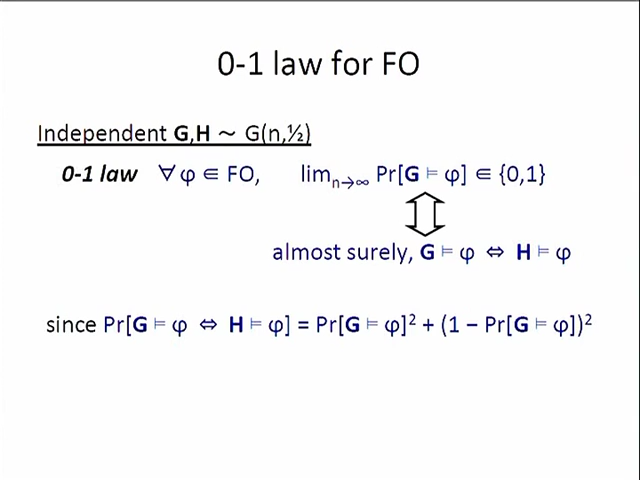 0-1 law for FO
Independent G,H ~ G(n,½)
0-1 law ∀ φ ∈ FO, limₙ→∞ Pr[G ⊨ φ] ∈ {0,1}
almost surely, G ⊨ φ ⇔ H ⊨ φ
since Pr[G ⊨ φ ⇔ H ⊨ φ] = Pr[G ⊨ φ]² + (1 − Pr[G ⊨ φ])²